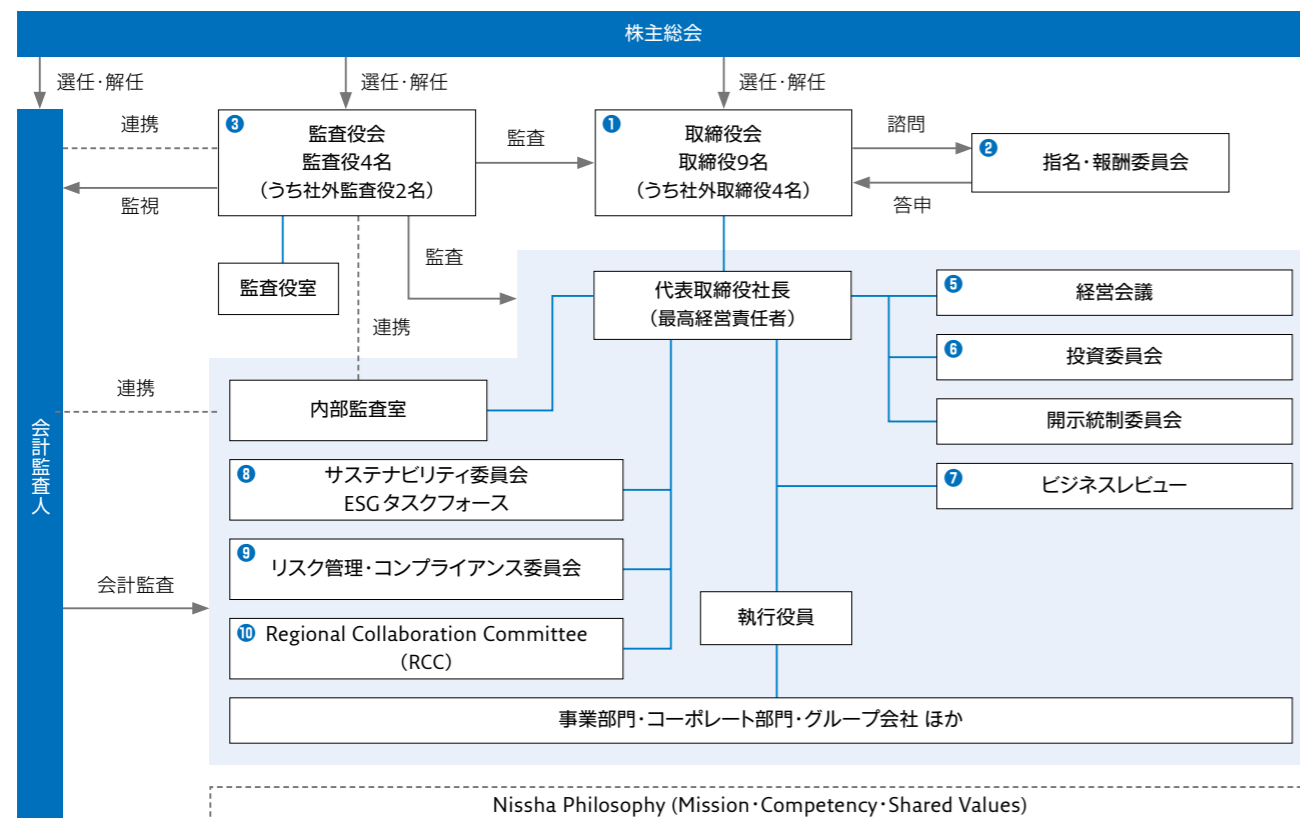 株主総会
選任･解任
選任･解任
選任･解任
連携
監視
❸
監査役会
監査役4名
（うち社外監査役2名）
監査
❶
取締役会
取締役9名
（うち社外取締役4名）
諮問
答申
❷
指名・報酬委員会
監査役室
監査
連携
代表取締役社長
（最高経営責任者）
❺
経営会議
❻
投資委員会
開示統制委員会
❼
ビジネスレビュー
連携
内部監査室
会計監査人
❽
サステナビリティ委員会
ESGタスクフォース
❾
リスク管理・コンプライアンス委員会
会計監査
❿
Regional Collaboration Committee
（RCC）
執行役員
事業部門・コーポレート部門・グループ会社 ほか
Nissha Philosophy (Mission･Competency･Shared Values)